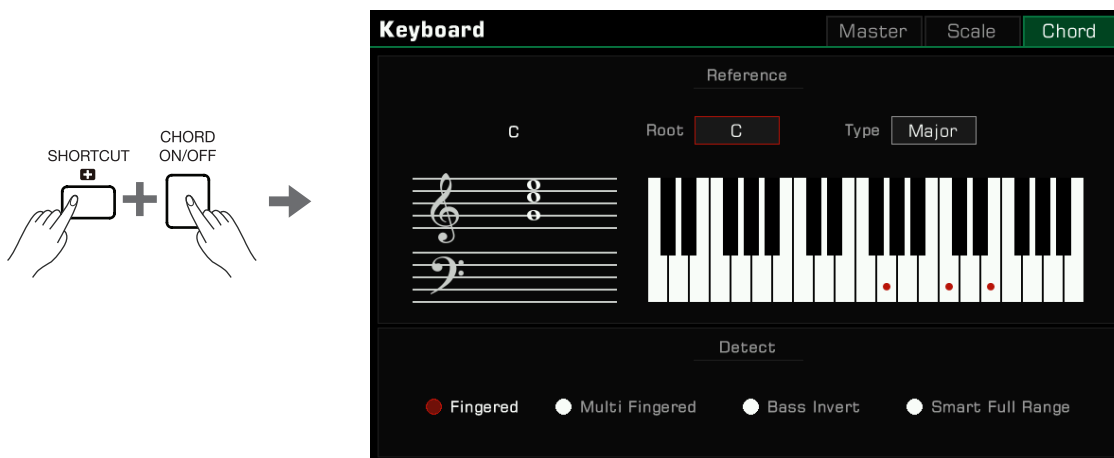 SHORTCUT
CHORD
ON/OFF
Keyboard
Master Scale Chord
Reference
C
Root C Type Major
Detect
Fingered Multi Fingered Bass Invert Smart Full Range